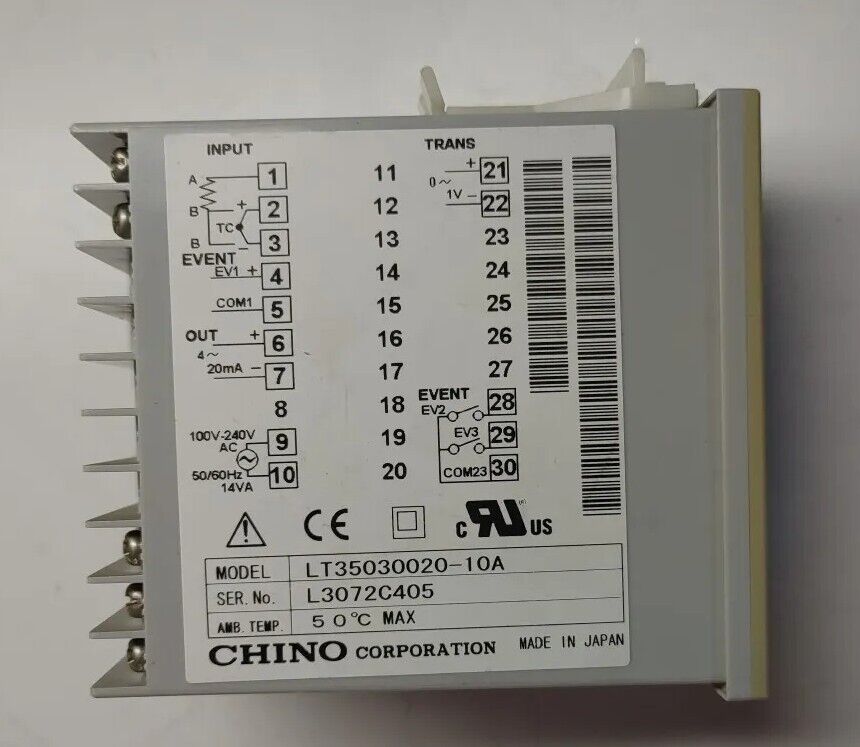 INPUT
A
1
B + 2
TC
B - 3
EVENT
EV1 + 4
COM1 5
OUT + 6
4~
20mA - 7
8
100V-240V 9
AC
50/60Hz 10
14VA
11
12
13
14
15
16
17
18
19
20
TRANS
+ 21
0~
1V - 22
23
24
25
26
27
EVENT
EV2 28
EV3 29
COM23 30
CE
c RU US
MODEL LT35030020-10A
SER. No. L3072C405
AMB. TEMP. 50℃ MAX
CHINO CORPORATION MADE IN JAPAN